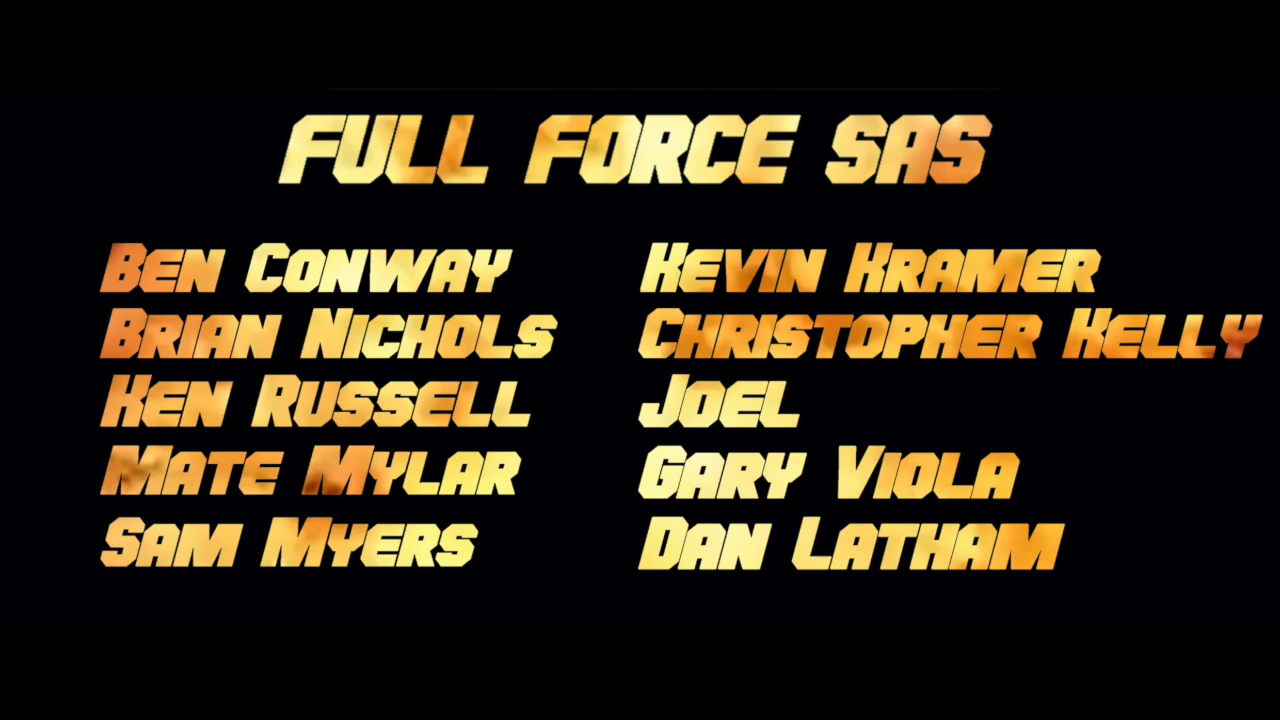 FULL FORCE SAS
BEN CONWAY
BRIAN NICHOLS
KEN RUSSELL
MATE MYLAR
SAM MYERS
KEVIN KRAMER
CHRISTOPHER KELLY
JOEL
GARY VIOLA
DAN LATHAM